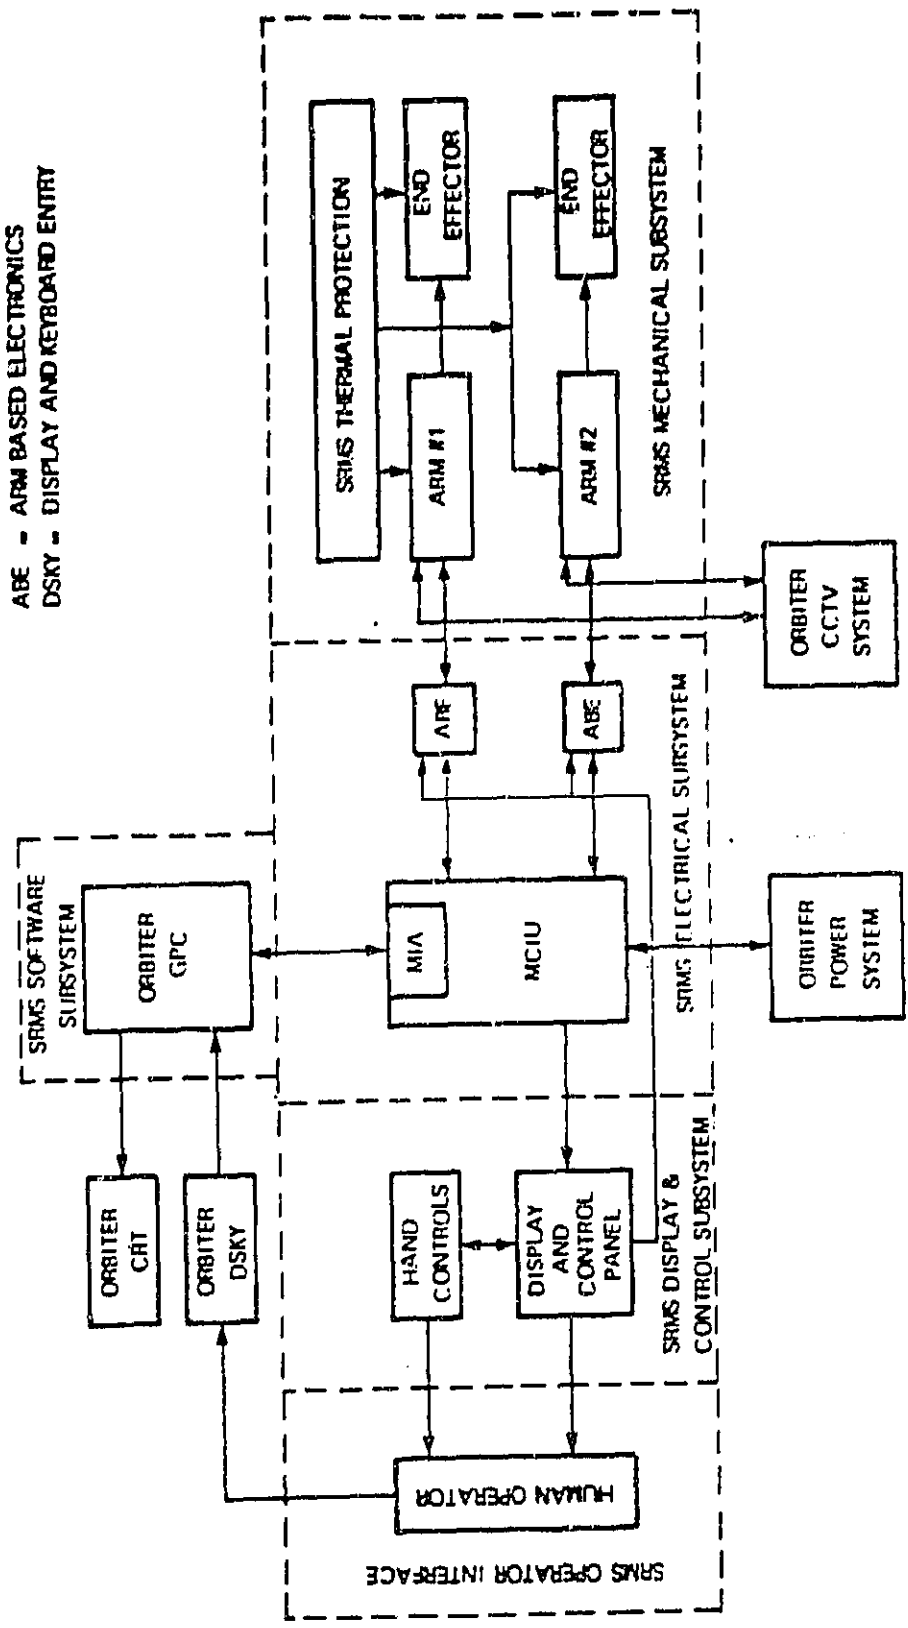 ABE - ARM BASED ELECTRONICS
DSKY - DISPLAY AND KEYBOARD ENTRY
SRMS SOFTWARE
SUBSYSTEM
ORBITER
CRT
ORBITER
DSKY
ORBITER
GPC
SRMS OPERATOR INTERFACE
HUMAN OPERATOR
HAND
CONTROLS
DISPLAY
AND
CONTROL
PANEL
SRMS DISPLAY &
CONTROL SUBSYSTEM
MIA
MCIU
ABE
ABE
SRMS ELECTRICAL SUBSYSTEM
SRMS THERMAL PROTECTION
ARM #1
END
EFFECTOR
ARM #2
END
EFFECTOR
SRMS MECHANICAL SUBSYSTEM
ORBITER
POWER
SYSTEM
ORBITER
CCTV
SYSTEM